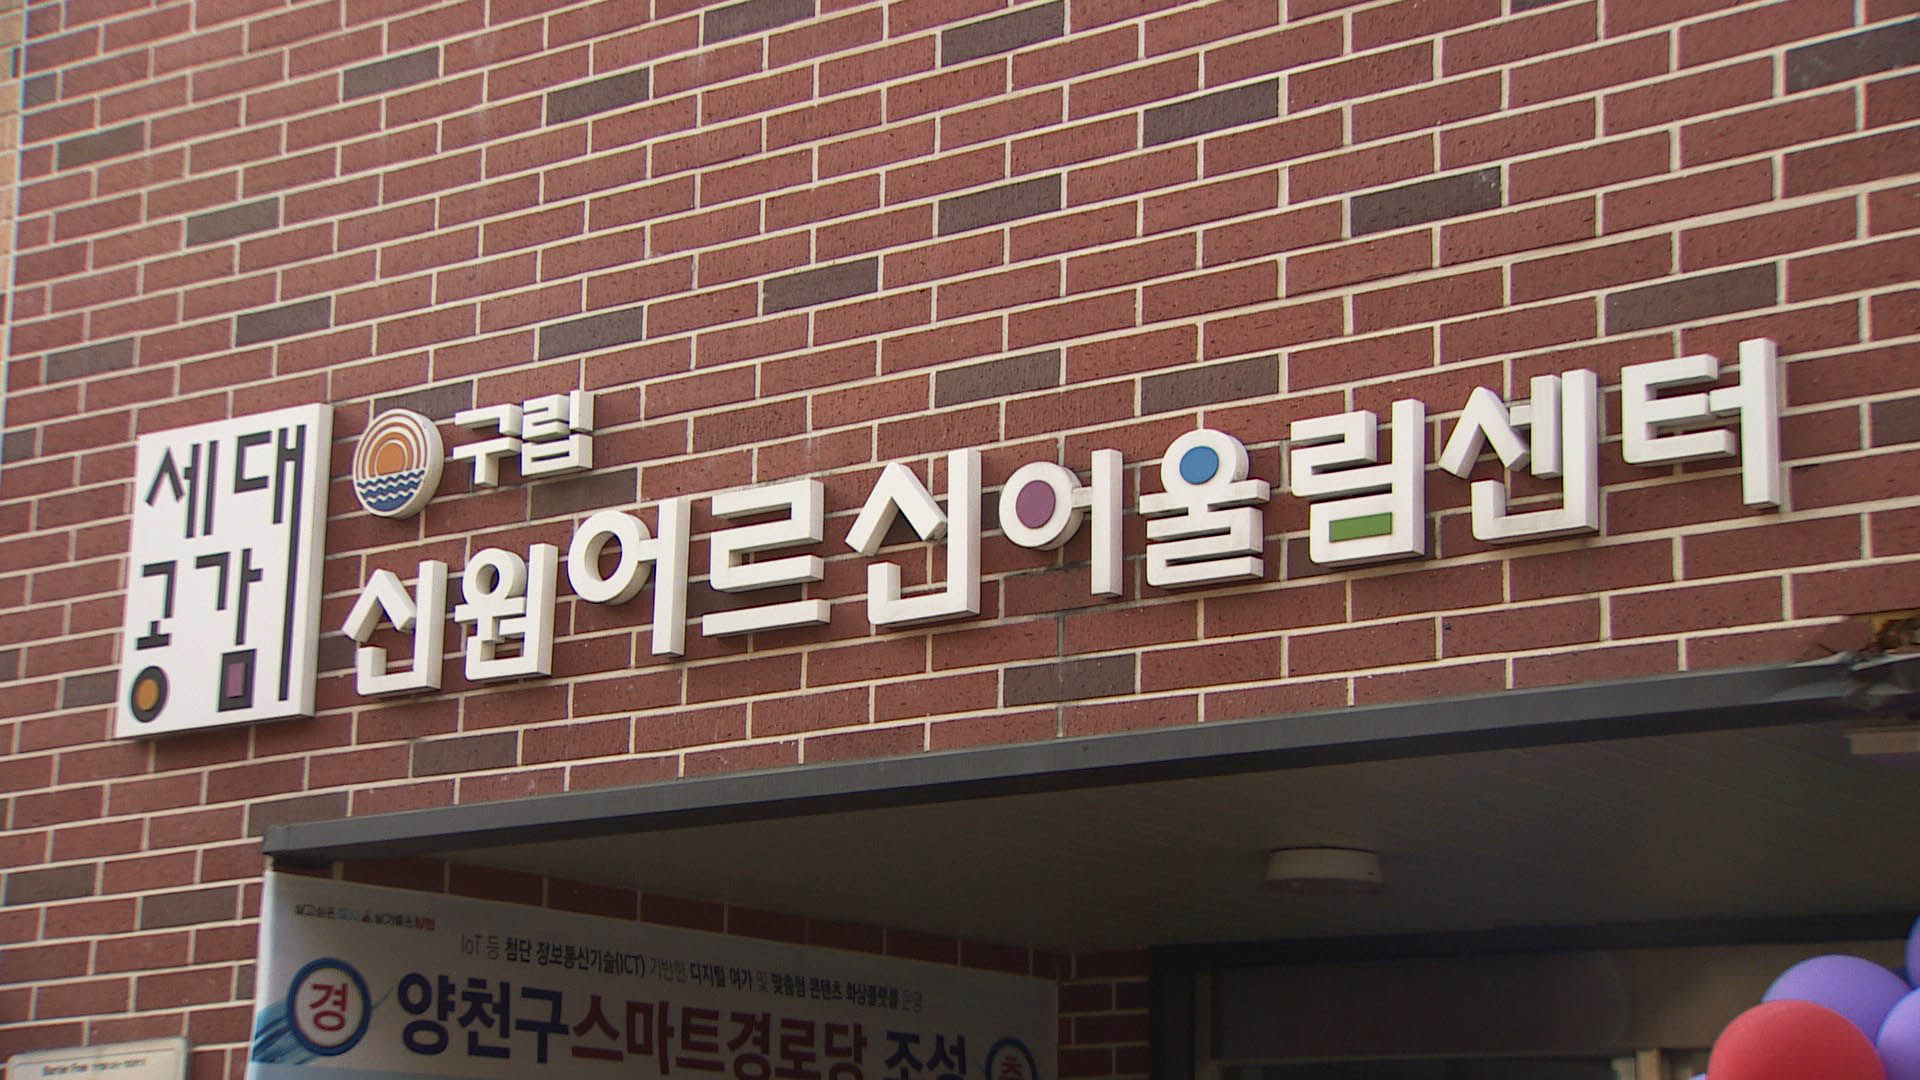 세대
공감
구립
신원어르신어울림센터
IoT 등 첨단 정보통신기술(ICT) 기반한 디지털 여가 및 맞춤형 콘텐츠 화상플랫폼 운영
경 양천구스마트경로당 조성 축
Barrier Free